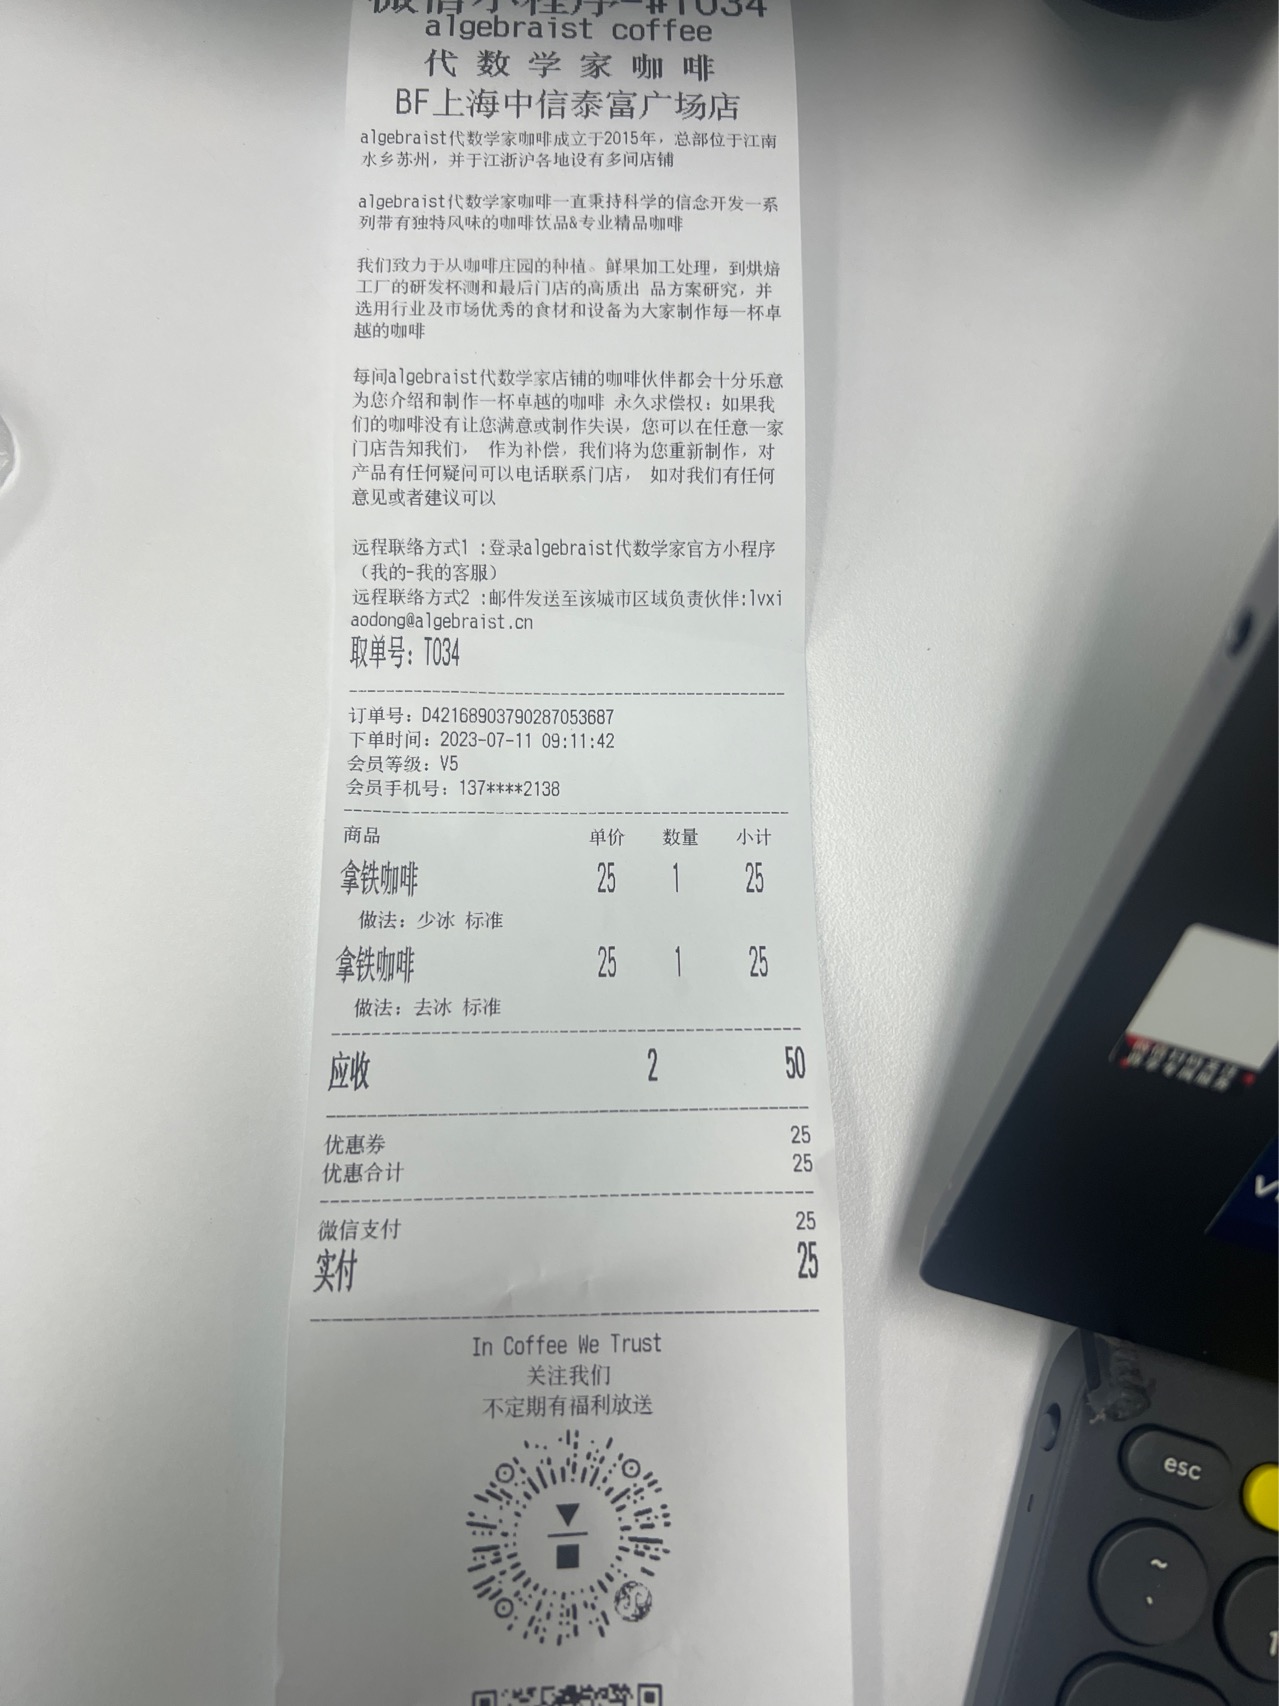 微信小程序-#T034
algebraist coffee
代数学家咖啡
BF上海中信泰富广场店
algebraist代数学家咖啡成立于2015年，总部位于江南
水乡苏州，并于江浙沪各地设有多间店铺
algebraist代数学家咖啡一直秉持科学的信念开发一系
列带有独特风味的咖啡饮品&专业精品咖啡
我们致力于从咖啡庄园的种植。鲜果加工处理，到烘焙
工厂的研发杯测和最后门店的高质出 品方案研究，并
选用行业及市场优秀的食材和设备为大家制作每一杯卓
越的咖啡
每间algebraist代数学家店铺的咖啡伙伴都会十分乐意
为您介绍和制作一杯卓越的咖啡 永久求偿权：如果我
们的咖啡没有让您满意或制作失误，您可以在任意一家
门店告知我们， 作为补偿，我们将为您重新制作，对
产品有任何疑问可以电话联系门店， 如对我们有任何
意见或者建议可以
远程联络方式1 :登录algebraist代数学家官方小程序
（我的-我的客服）
远程联络方式2 :邮件发送至该城市区域负责伙伴:lvxi
aodong@algebraist.cn
取单号：T034
订单号：D42168903790287053687
下单时间：2023-07-11 09:11:42
会员等级：V5
会员手机号：137****2138
商品 单价 数量 小计
拿铁咖啡 25 1 25
做法：少冰 标准
拿铁咖啡 25 1 25
做法：去冰 标准
应收 2 50
优惠券 25
优惠合计 25
微信支付 25
实付 25
In Coffee We Trust
关注我们
不定期有福利放送
esc
~